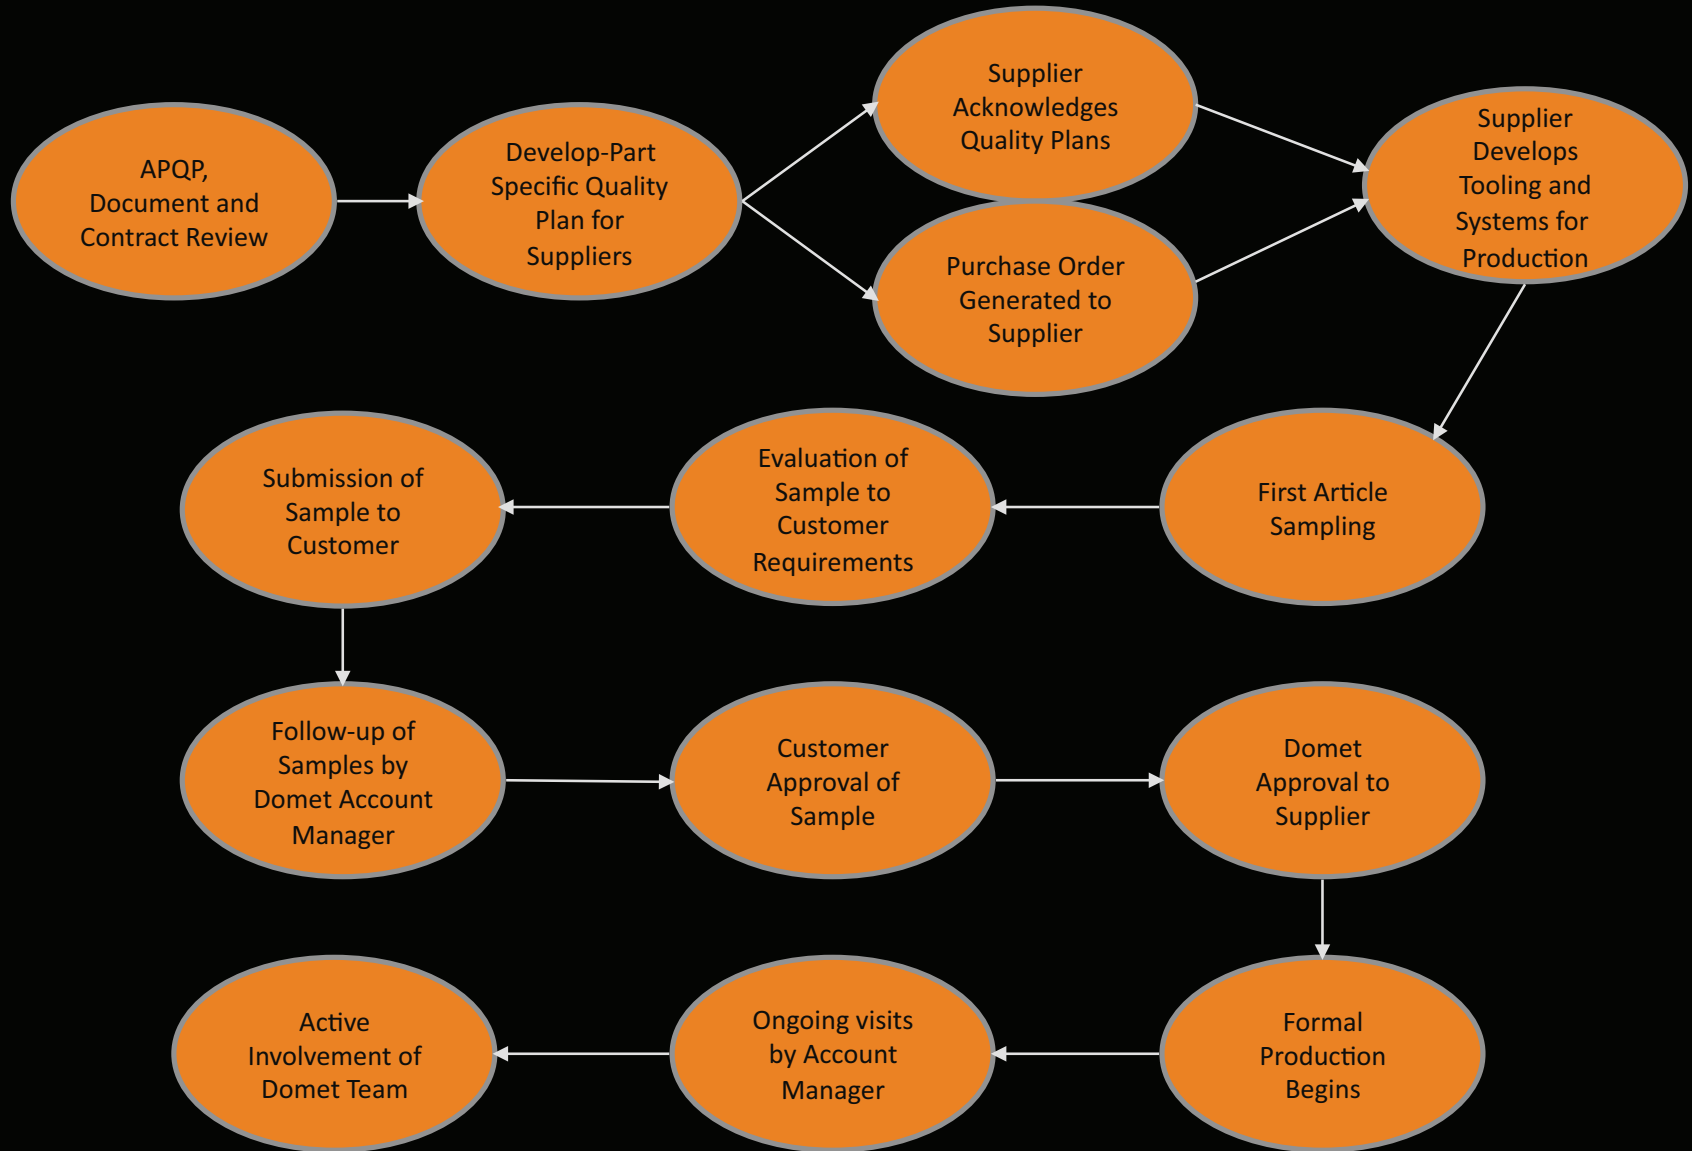 APQP,
Document and
Contract Review
Develop-Part
Specific Quality
Plan for
Suppliers
Supplier
Acknowledges
Quality Plans
Purchase Order
Generated to
Supplier
Supplier
Develops
Tooling and
Systems for
Production
First Article
Sampling
Evaluation of
Sample to
Customer
Requirements
Submission of
Sample to
Customer
Follow-up of
Samples by
Domet Account
Manager
Customer
Approval of
Sample
Domet
Approval to
Supplier
Formal
Production
Begins
Ongoing visits
by Account
Manager
Active
Involvement of
Domet Team